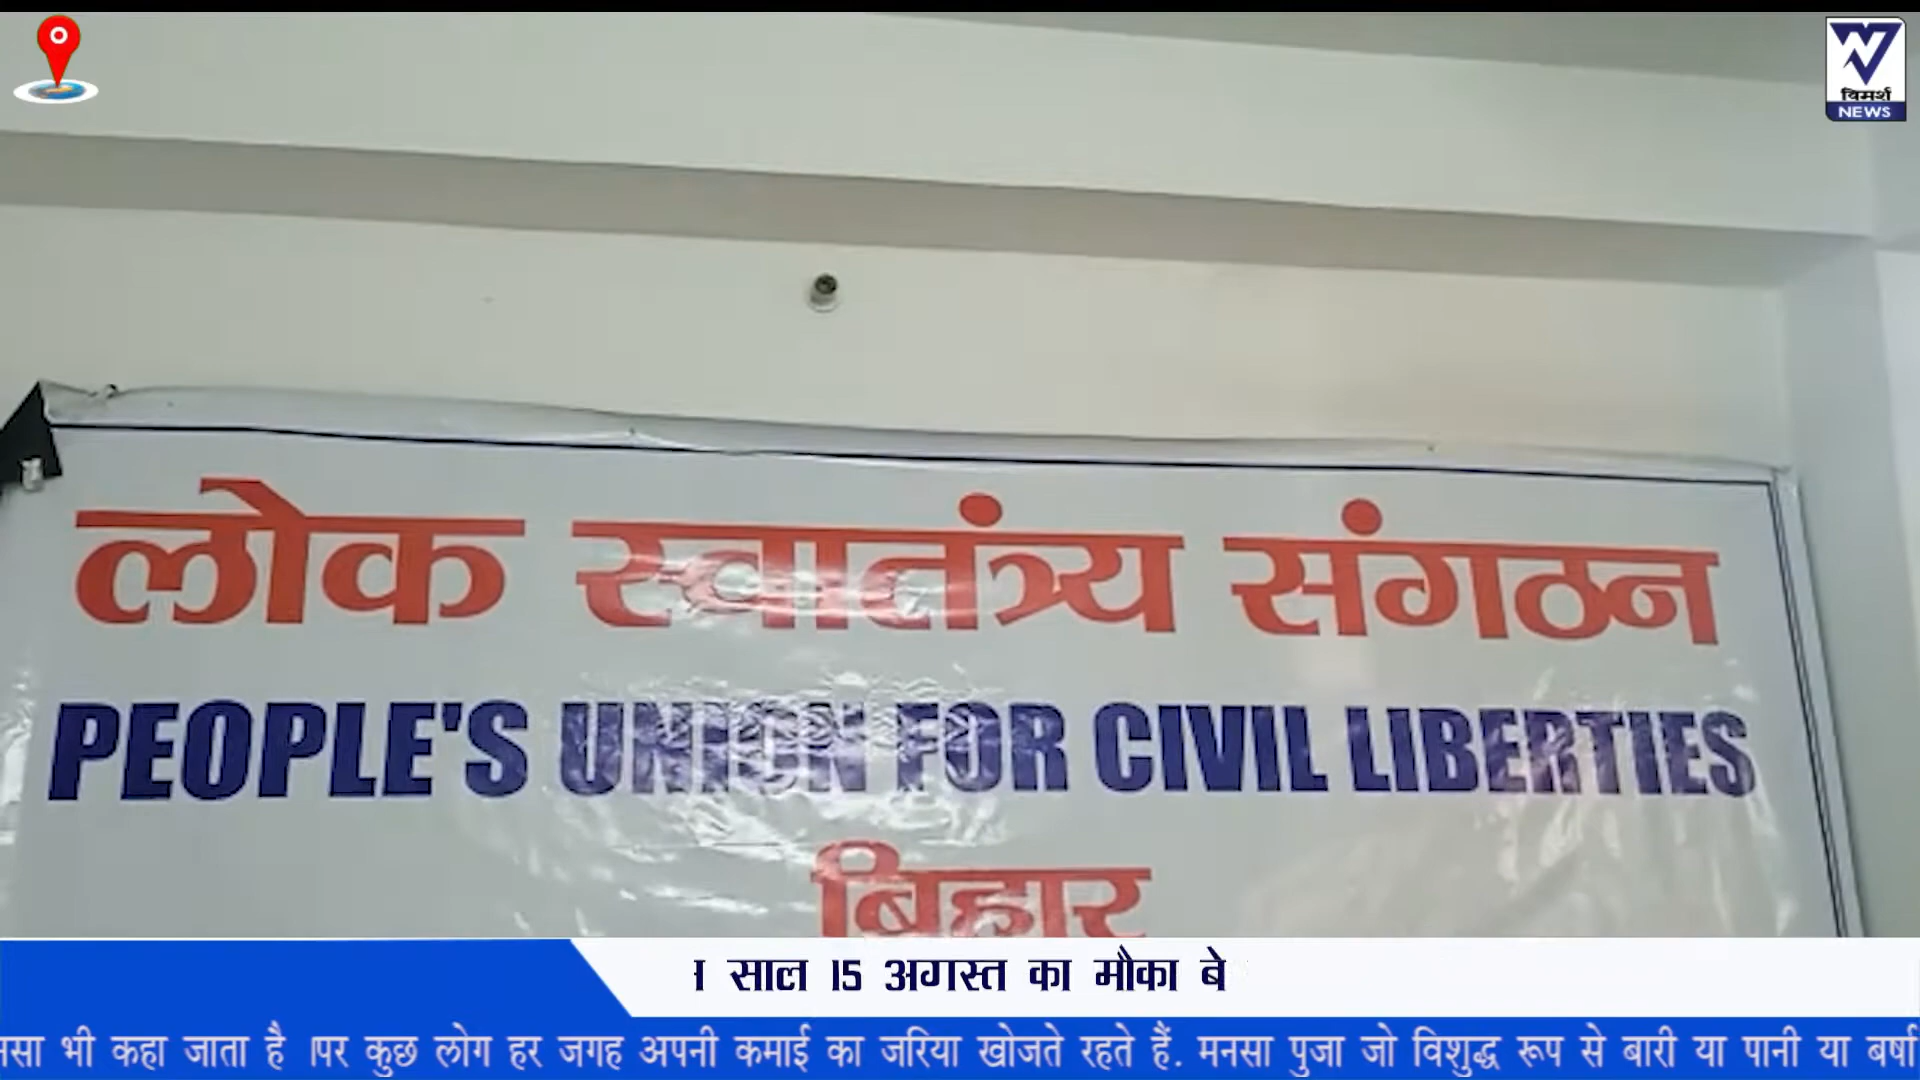 विमर्श
NEWS
लोक स्वातंत्र्य संगठन
PEOPLE'S UNION FOR CIVIL LIBERTIES
बिहार
साल 15 अगस्त का मौका बे
भी कहा जाता है ।पर कुछ लोग हर जगह अपनी कमाई का जरिया खोजते रहते हैं. मनसा पुजा जो विशुद्ध रूप से बारी या पानी या बर्षा